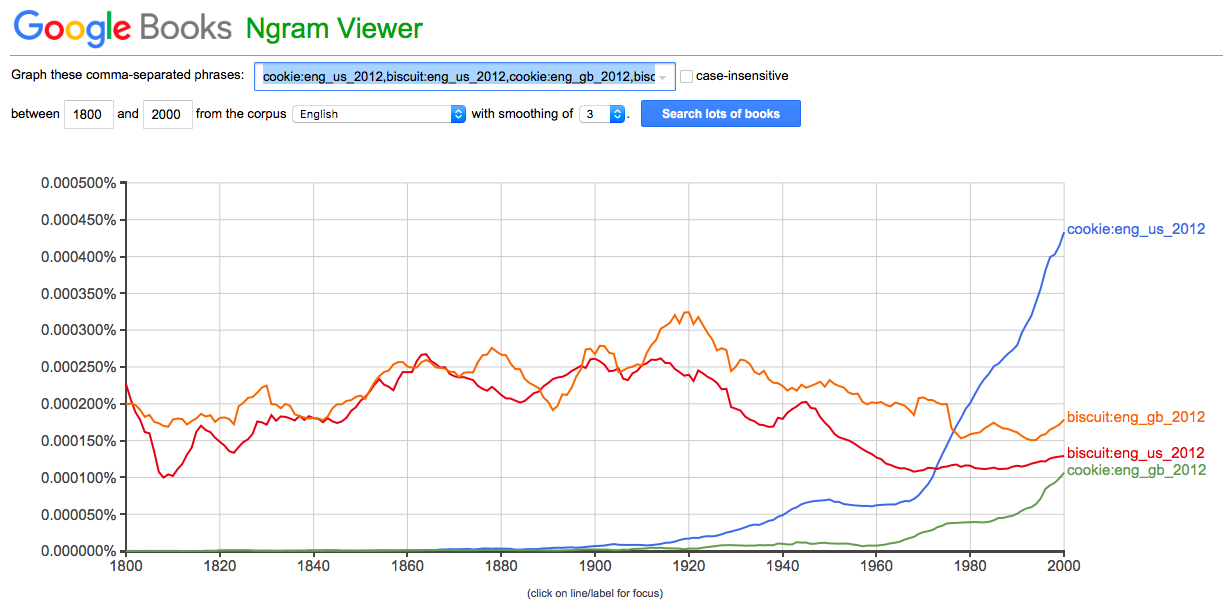 Google Books Ngram Viewer
Graph these comma-separated phrases: cookie:eng_us_2012,biscuit:eng_us_2012,cookie:eng_gb_2012,bisc case-insensitive
between 1800 and 2000 from the corpus English with smoothing of 3 . Search lots of books
0.000500%
0.000450%
cookie:eng_us_2012
0.000400%
0.000350%
0.000300%
0.000250%
0.000200%
biscuit:eng_gb_2012
0.000150%
biscuit:eng_us_2012
cookie:eng_gb_2012
0.000100%
0.000050%
0.000000%
1800 1820 1840 1860 1880 1900 1920 1940 1960 1980 2000
(click on line/label for focus)